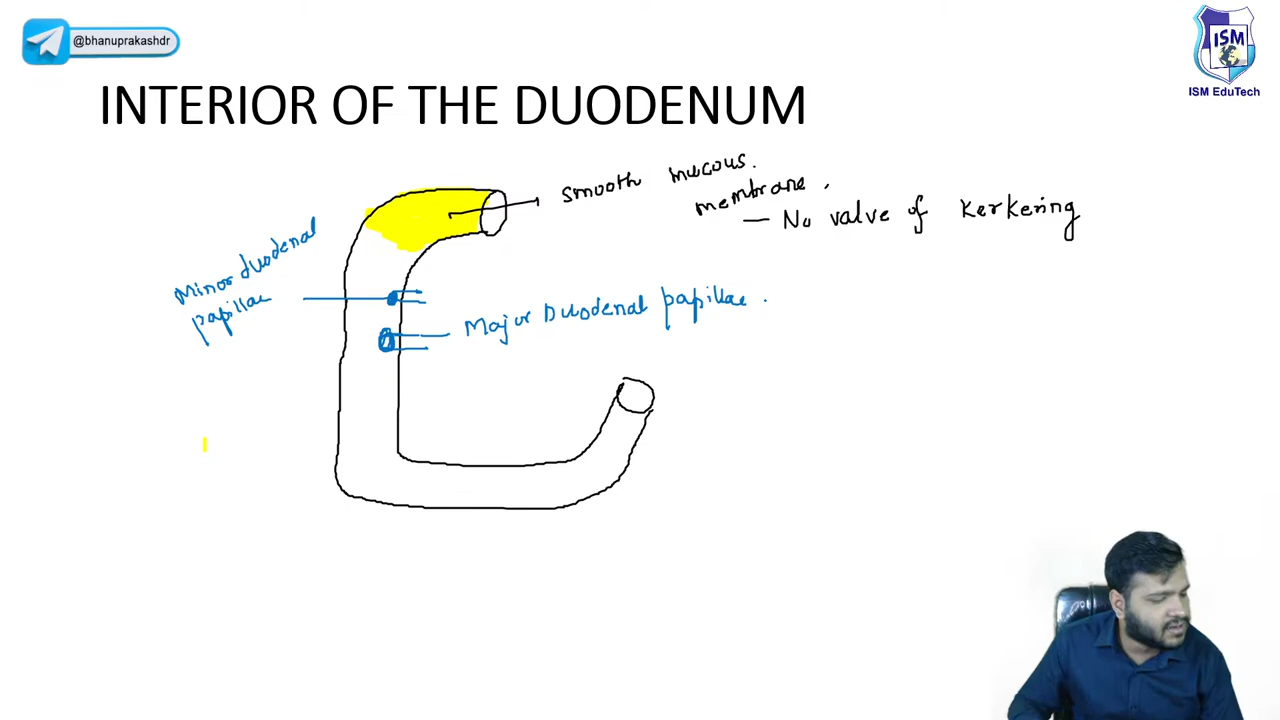 @bhanuprakashdr
ISM
ISM EduTech
INTERIOR OF THE DUODENUM
smooth mucous.
membrane,
— No valve of Kerkering
Minor duodenal
papillae
Major Duodenal papillae.